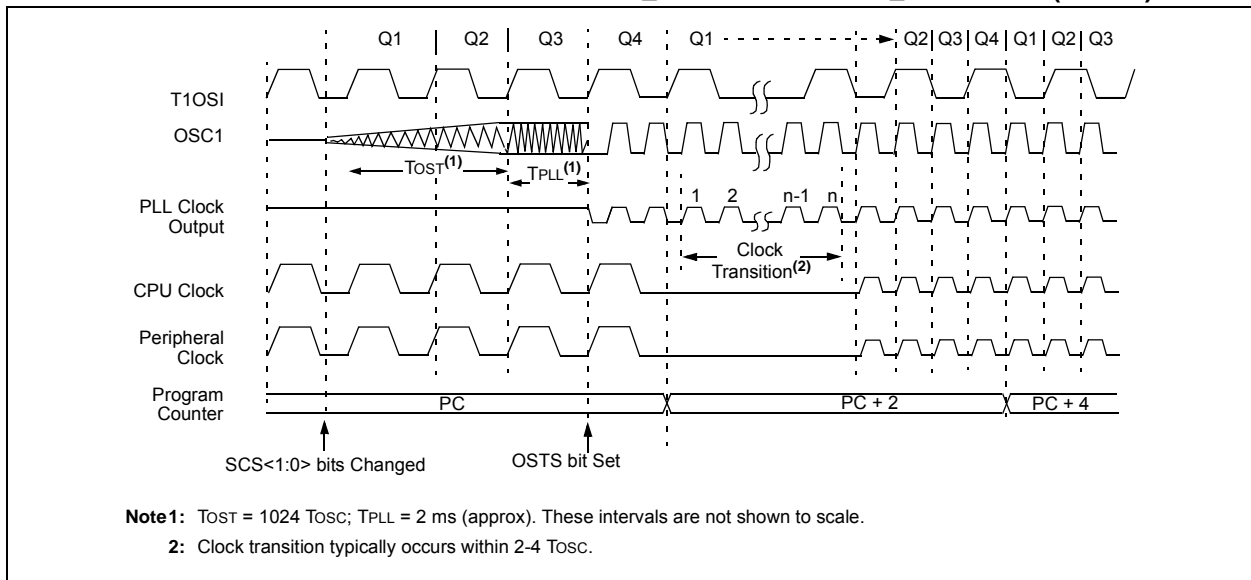 Q1 Q2 Q3 Q4 Q1 Q2 Q3 Q4 Q1 Q2 Q3
T1OSI
OSC1
TOST(1) TPLL(1)
1 2 n-1 n
PLL Clock
Output
Clock
Transition(2)
CPU Clock
Peripheral
Clock
Program
Counter
PC PC + 2 PC + 4
SCS<1:0> bits Changed OSTS bit Set
Note1: TOST = 1024 TOSC; TPLL = 2 ms (approx). These intervals are not shown to scale.
2: Clock transition typically occurs within 2-4 TOSC.